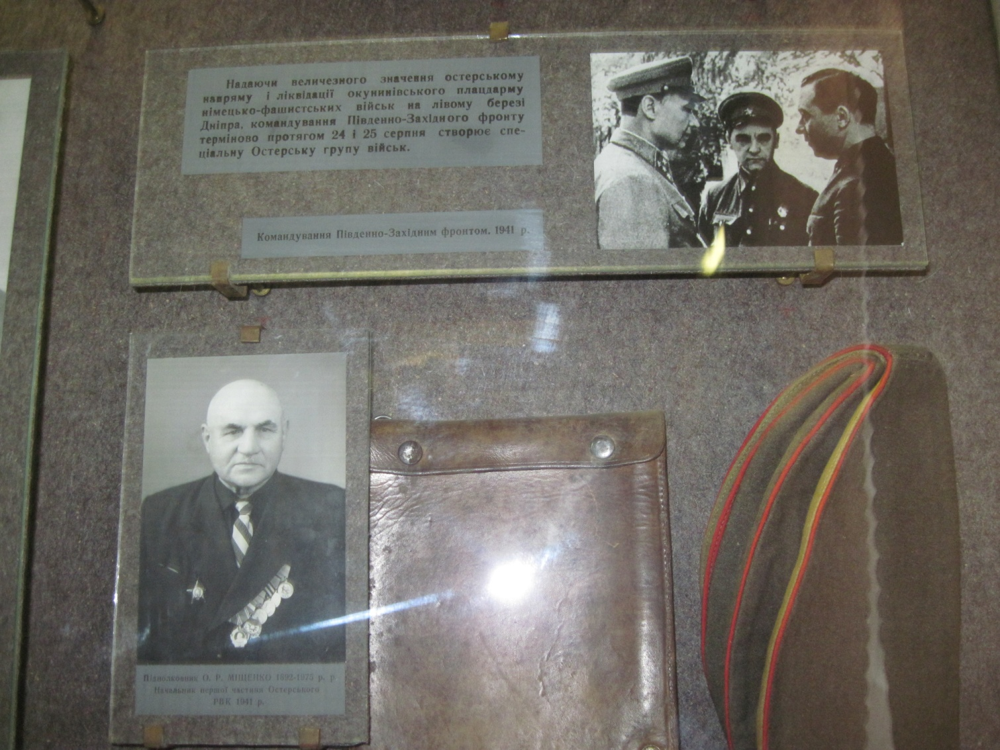 Надаючи величезного значення остерському
напряму і ліквідації окунинівського плацдарму
німецько-фашистських військ на лівому березі
Дніпра, командування Південно-Західного фронту
терміново протягом 24 і 25 серпня створює спе-
ціальну Остерську групу військ.
Командування Південно-Західним фронтом. 1941 р.
Підполковник О. Р. МІЩЕНКО 1892-1975 р. р.
Начальник першої частини Остерського
РВК 1941 р.